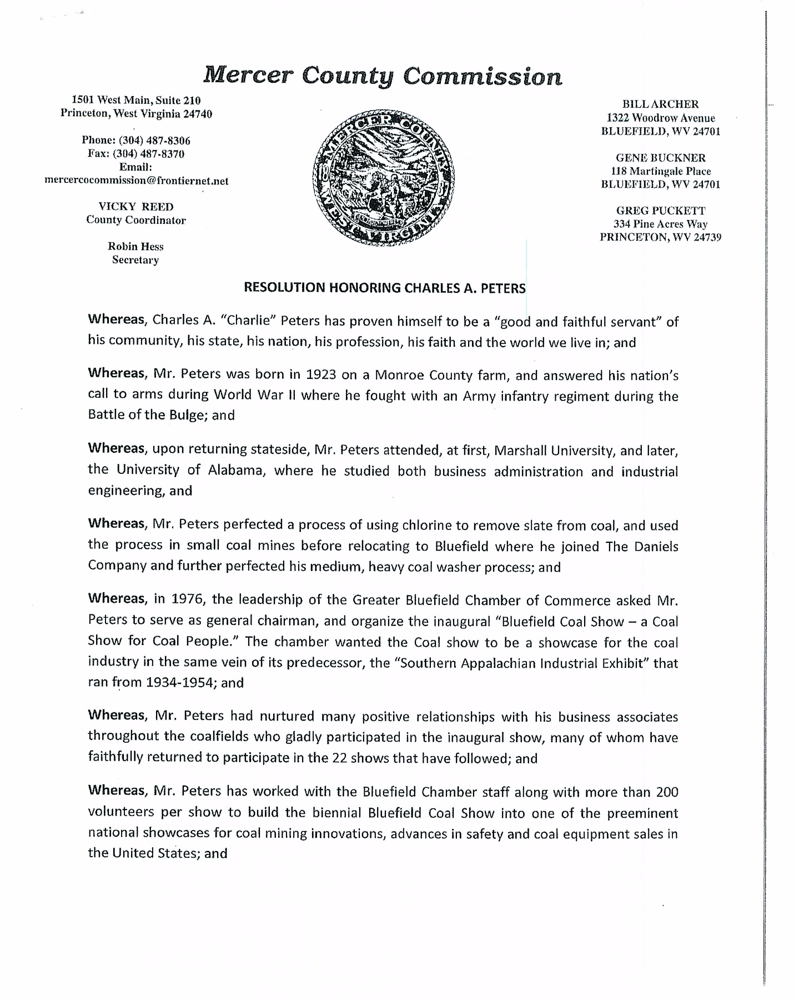 Mercer County Commission
1501 West Main, Suite 210
Princeton, West Virginia 24740
Phone: (304) 487-8306
Fax: (304) 487-8370
Email:
mercercocommission@frontiernet.net
VICKY REED
County Coordinator
Robin Hess
Secretary
MERCER COUNTY
18 37
WEST VIRGINIA
BILL ARCHER
1322 Woodrow Avenue
BLUEFIELD, WV 24701
GENE BUCKNER
118 Martingale Place
BLUEFIELD, WV 24701
GREG PUCKETT
334 Pine Acres Way
PRINCETON, WV 24739
RESOLUTION HONORING CHARLES A. PETERS
Whereas, Charles A. “Charlie” Peters has proven himself to be a “good and faithful servant” of
his community, his state, his nation, his profession, his faith and the world we live in; and
Whereas, Mr. Peters was born in 1923 on a Monroe County farm, and answered his nation’s
call to arms during World War II where he fought with an Army infantry regiment during the
Battle of the Bulge; and
Whereas, upon returning stateside, Mr. Peters attended, at first, Marshall University, and later,
the University of Alabama, where he studied both business administration and industrial
engineering, and
Whereas, Mr. Peters perfected a process of using chlorine to remove slate from coal, and used
the process in small coal mines before relocating to Bluefield where he joined The Daniels
Company and further perfected his medium, heavy coal washer process; and
Whereas, in 1976, the leadership of the Greater Bluefield Chamber of Commerce asked Mr.
Peters to serve as general chairman, and organize the inaugural “Bluefield Coal Show – a Coal
Show for Coal People.” The chamber wanted the Coal show to be a showcase for the coal
industry in the same vein of its predecessor, the “Southern Appalachian Industrial Exhibit” that
ran from 1934-1954; and
Whereas, Mr. Peters had nurtured many positive relationships with his business associates
throughout the coalfields who gladly participated in the inaugural show, many of whom have
faithfully returned to participate in the 22 shows that have followed; and
Whereas, Mr. Peters has worked with the Bluefield Chamber staff along with more than 200
volunteers per show to build the biennial Bluefield Coal Show into one of the preeminent
national showcases for coal mining innovations, advances in safety and coal equipment sales in
the United States; and